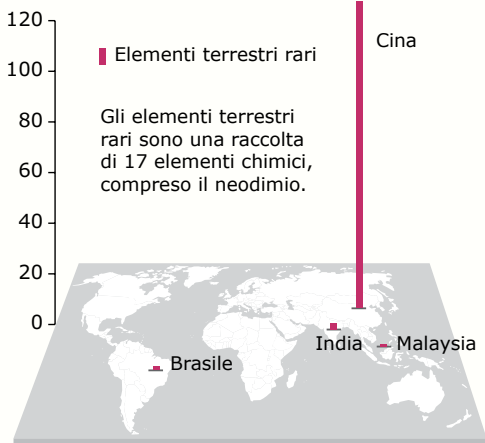 120
100
80
60
40
20
0
Elementi terrestri rari
Gli elementi terrestri
rari sono una raccolta
di 17 elementi chimici,
compreso il neodimio.
Cina
India
Malaysia
Brasile